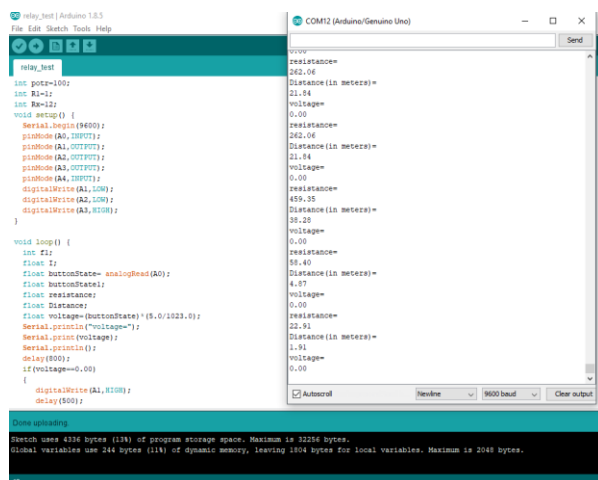 relay_test | Arduino 1.8.5
File Edit Sketch Tools Help
relay_test
int potr=100;
int R1=1;
int Rx=12;
void setup() {
Serial.begin(9600);
pinMode(A0,INPUT);
pinMode(A1,OUTPUT);
pinMode(A2,OUTPUT);
pinMode(A3,OUTPUT);
pinMode(A4,INPUT);
digitalWrite(A1,LOW);
digitalWrite(A2,LOW);
digitalWrite(A3,HIGH);
}
void loop() {
int f1;
float I;
float buttonState= analogRead(A0);
float buttonState1;
float resistance;
float Distance;
float voltage=(buttonState)*(5.0/1023.0);
Serial.println("voltage=");
Serial.print(voltage);
Serial.println();
delay(800);
if(voltage==0.00)
{
digitalWrite(A1,HIGH);
delay(500);
COM12 (Arduino/Genuino Uno)
Send
0.00
resistance=
262.06
Distance(in meters)=
21.84
voltage=
0.00
resistance=
262.06
Distance(in meters)=
21.84
voltage=
0.00
resistance=
459.35
Distance(in meters)=
38.28
voltage=
0.00
resistance=
58.40
Distance(in meters)=
4.87
voltage=
0.00
resistance=
22.91
Distance(in meters)=
1.91
voltage=
0.00
Autoscroll Newline 9600 baud Clear output
Done uploading.
Sketch uses 4336 bytes (13%) of program storage space. Maximum is 32256 bytes.
Global variables use 244 bytes (11%) of dynamic memory, leaving 1804 bytes for local variables. Maximum is 2048 bytes.